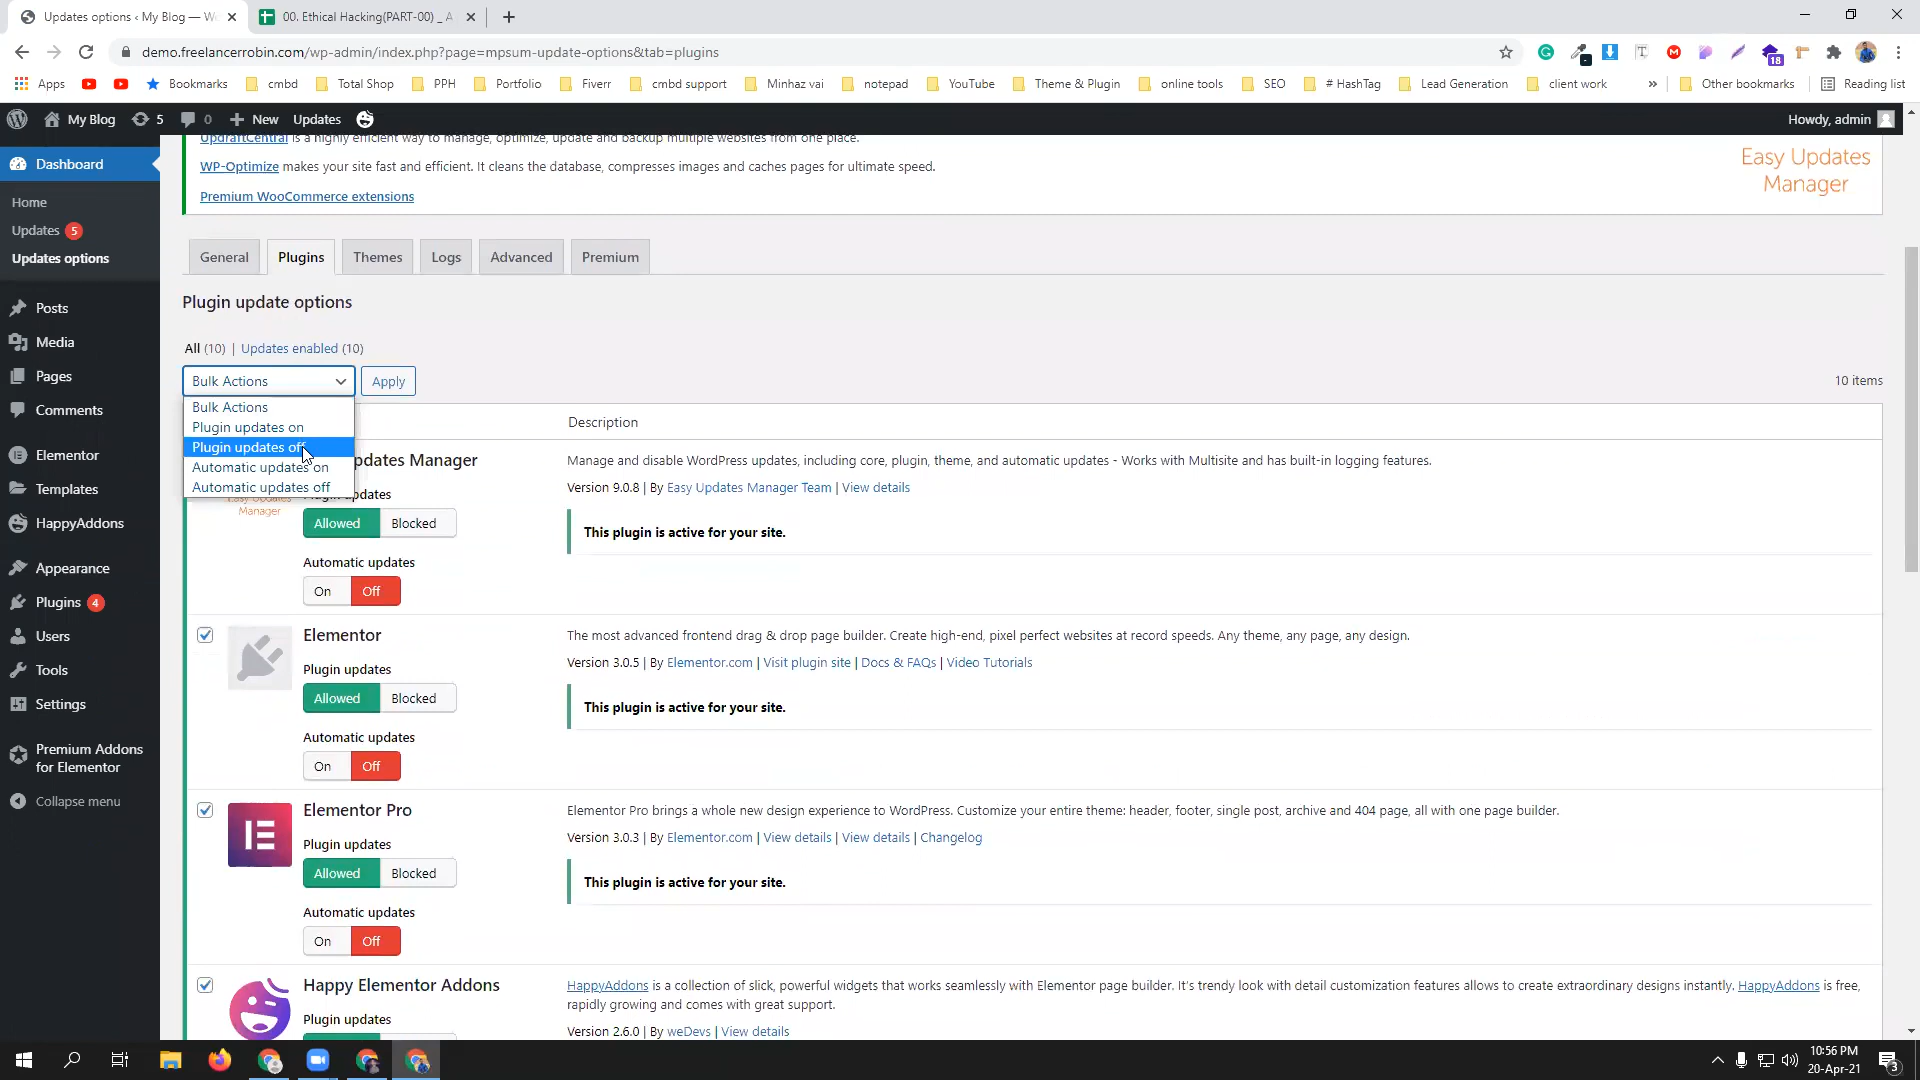 Updates options ‹ My Blog — Wo
00. Ethical Hacking(PART-00) _ A
demo.freelancerrobin.com/wp-admin/index.php?page=mpsum-update-options&tab=plugins
18
Apps
Bookmarks
cmbd
Total Shop
PPH
Portfolio
Fiverr
cmbd support
Minhaz vai
notepad
YouTube
Theme & Plugin
online tools
SEO
# HashTag
Lead Generation
client work
»
Other bookmarks
Reading list
My Blog
5
0
New
Updates
Howdy, admin
Dashboard
Home
Updates 5
Updates options
Posts
Media
Pages
Comments
Elementor
Templates
HappyAddons
Appearance
Plugins 4
Users
Tools
Settings
Premium Addons
for Elementor
Collapse menu
UpdraftCentral is a highly efficient way to manage, optimize, update and backup multiple websites from one place.
WP-Optimize makes your site fast and efficient. It cleans the database, compresses images and caches pages for ultimate speed.
Premium WooCommerce extensions
Easy Updates
Manager
General
Plugins
Themes
Logs
Advanced
Premium
Plugin update options
All (10) | Updates enabled (10)
Bulk Actions
Apply
10 items
Bulk Actions
Plugin updates on
Plugin updates off
Automatic updates on
Automatic updates off
Description
pdates Manager
Manage and disable WordPress updates, including core, plugin, theme, and automatic updates - Works with Multisite and has built-in logging features.
Version 9.0.8 | By Easy Updates Manager Team | View details
Manager
Allowed
Blocked
This plugin is active for your site.
Automatic updates
On
Off
Elementor
The most advanced frontend drag & drop page builder. Create high-end, pixel perfect websites at record speeds. Any theme, any page, any design.
Plugin updates
Version 3.0.5 | By Elementor.com | Visit plugin site | Docs & FAQs | Video Tutorials
Allowed
Blocked
This plugin is active for your site.
Automatic updates
On
Off
Elementor Pro
Elementor Pro brings a whole new design experience to WordPress. Customize your entire theme: header, footer, single post, archive and 404 page, all with one page builder.
Plugin updates
Version 3.0.3 | By Elementor.com | View details | View details | Changelog
Allowed
Blocked
This plugin is active for your site.
Automatic updates
On
Off
Happy Elementor Addons
HappyAddons is a collection of slick, powerful widgets that works seamlessly with Elementor page builder. It's trendy look with detail customization features allows to create extraordinary designs instantly. HappyAddons is free,
rapidly growing and comes with great support.
Plugin updates
Version 2.6.0 | By weDevs | View details
10:56 PM
20-Apr-21
3